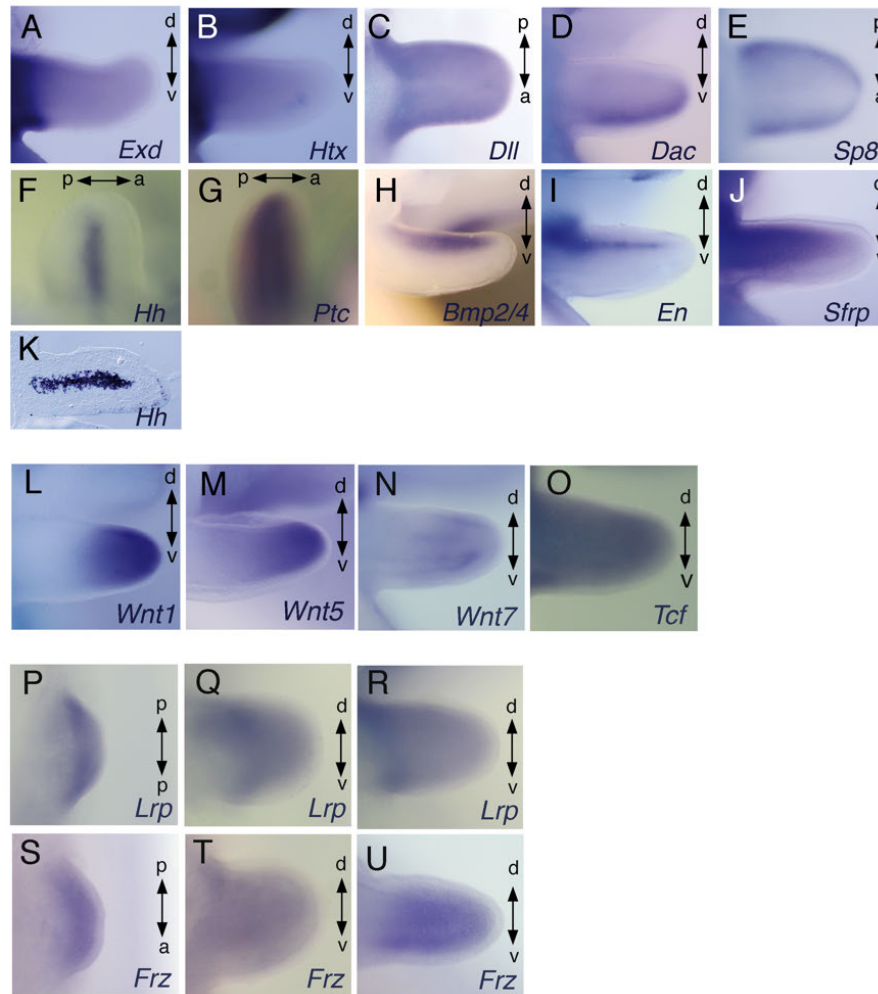 A d v Exd
B d v Htx
C p a Dll
D d v Dac
E p a Sp8
F p a Hh
G p a Ptc
H d v Bmp2/4
I d v En
J d v Sfrp
K Hh
L d v Wnt1
M d v Wnt5
N d v Wnt7
O d v Tcf
P p p Lrp
Q d v Lrp
R d v Lrp
S p a Frz
T d v Frz
U d v Frz